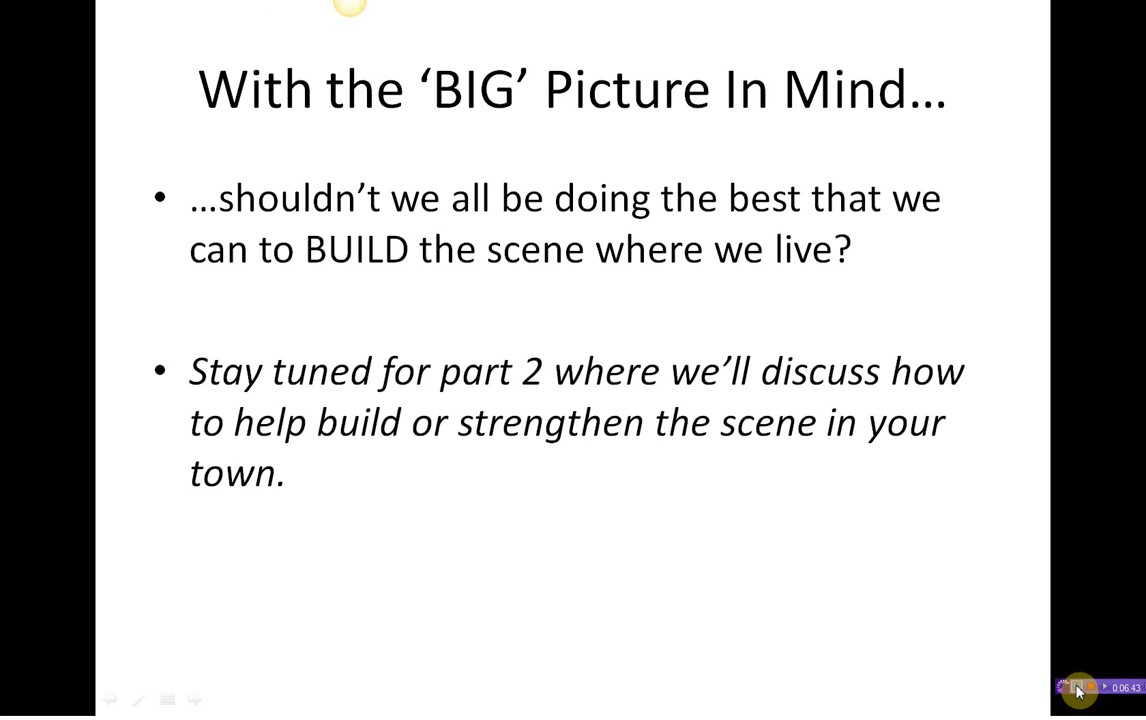 With the ‘BIG’ Picture In Mind…
• …shouldn’t we all be doing the best that we
can to BUILD the scene where we live?
• Stay tuned for part 2 where we’ll discuss how
to help build or strengthen the scene in your
town.
0:06:43